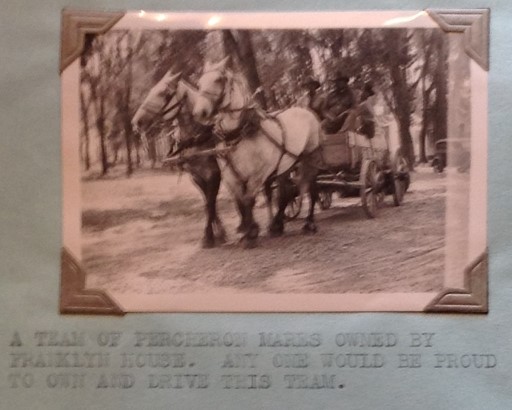 A TEAM OF PERCHERON MARES OWNED BY
FRANKLYN HOUSE. ANY ONE WOULD BE PROUD
TO OWN AND DRIVE THIS TEAM.